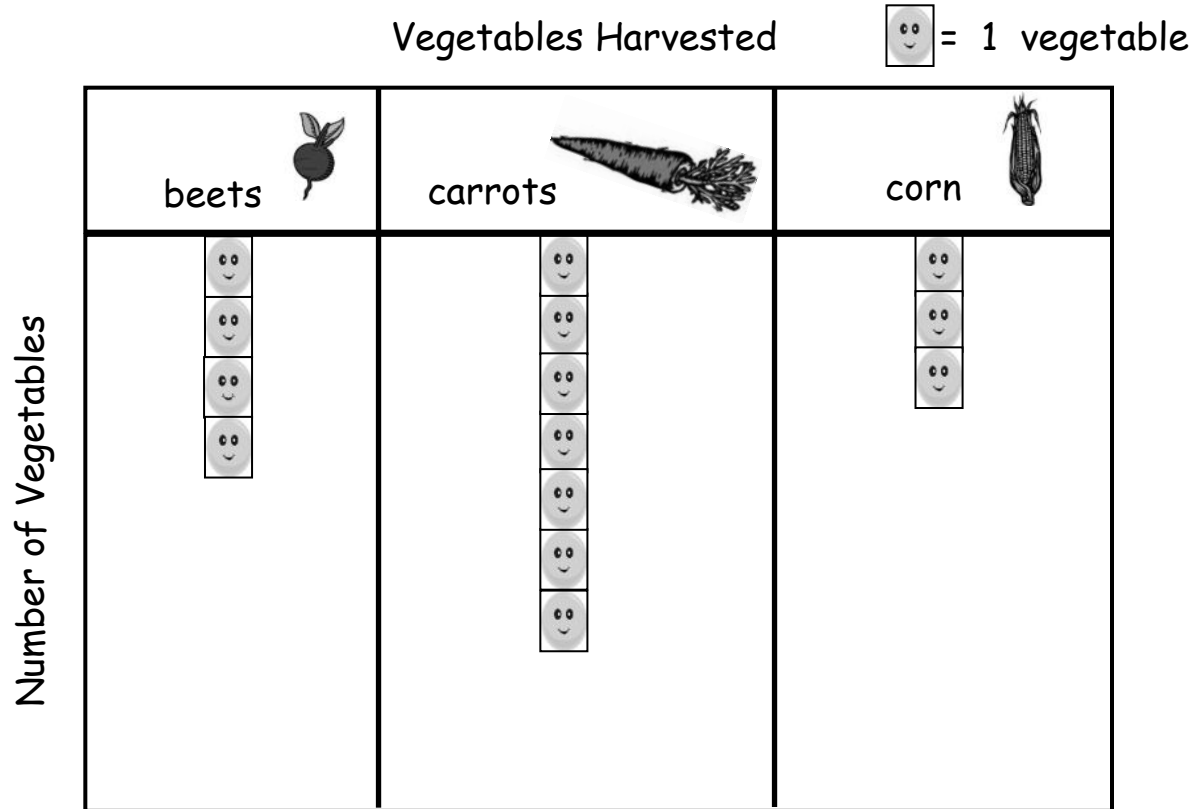 Vegetables Harvested
= 1 vegetable
beets
carrots
corn
Number of Vegetables